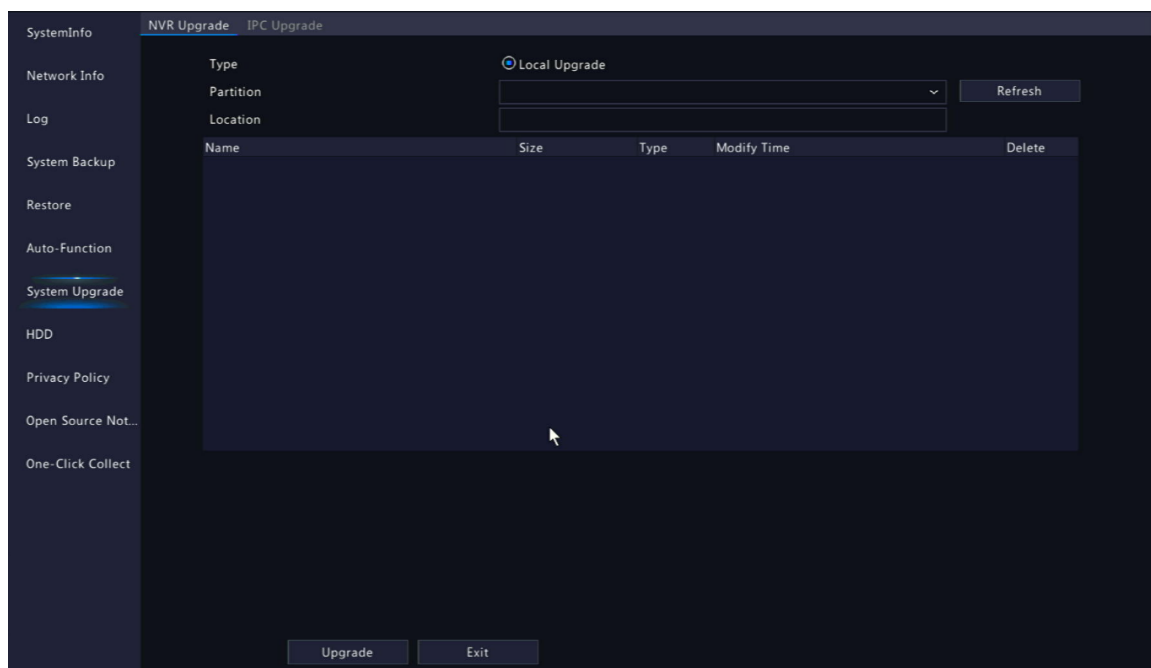 SystemInfo
Network Info
Log
System Backup
Restore
Auto-Function
System Upgrade
HDD
Privacy Policy
Open Source Not...
One-Click Collect
NVR Upgrade IPC Upgrade
Type Local Upgrade
Partition Refresh
Location
Name Size Type Modify Time Delete
Upgrade Exit